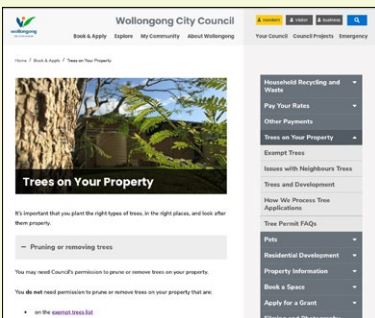 Wollongong City Council
Volunteers
Visitor
Business
wollongong
Book & Apply
Explore
My Community
About Wollongong
Your Council
Council Projects
Emergency
Home / Book & Apply / Trees on Your Property
Trees on Your Property
It's important that you plant the right types of trees, in the right places, and look after
them properly.
− Pruning or removing trees
You may need Council's permission to prune or remove trees on your property.
You do not need permission to prune or remove trees on your property that are:
• on the exempt trees list
Household Recycling and
Waste
Pay Your Rates
Other Payments
Trees on Your Property
Exempt Trees
Issues with Neighbours Trees
Trees and Development
How We Process Tree
Applications
Tree Permit FAQs
Pets
Residential Development
Property Information
Book a Space
Apply for a Grant
Filming and Photography